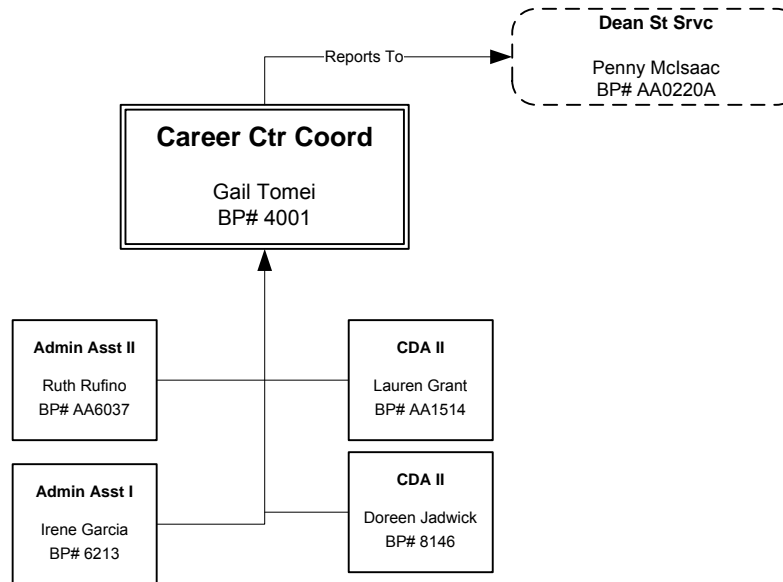 Dean St Srvc
Penny McIsaac
BP# AA0220A
Reports To
Career Ctr Coord
Gail Tomei
BP# 4001
Admin Asst II
Ruth Rufino
BP# AA6037
CDA II
Lauren Grant
BP# AA1514
Admin Asst I
Irene Garcia
BP# 6213
CDA II
Doreen Jadwick
BP# 8146